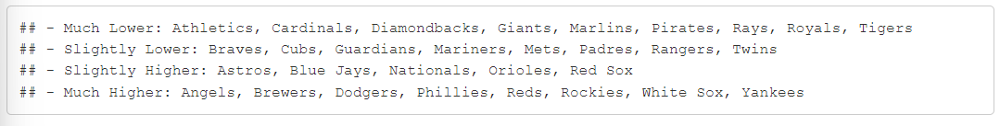 ## - Much Lower: Athletics, Cardinals, Diamondbacks, Giants, Marlins, Pirates, Rays, Royals, Tigers
## - Slightly Lower: Braves, Cubs, Guardians, Mariners, Mets, Padres, Rangers, Twins
## - Slightly Higher: Astros, Blue Jays, Nationals, Orioles, Red Sox
## - Much Higher: Angels, Brewers, Dodgers, Phillies, Reds, Rockies, White Sox, Yankees